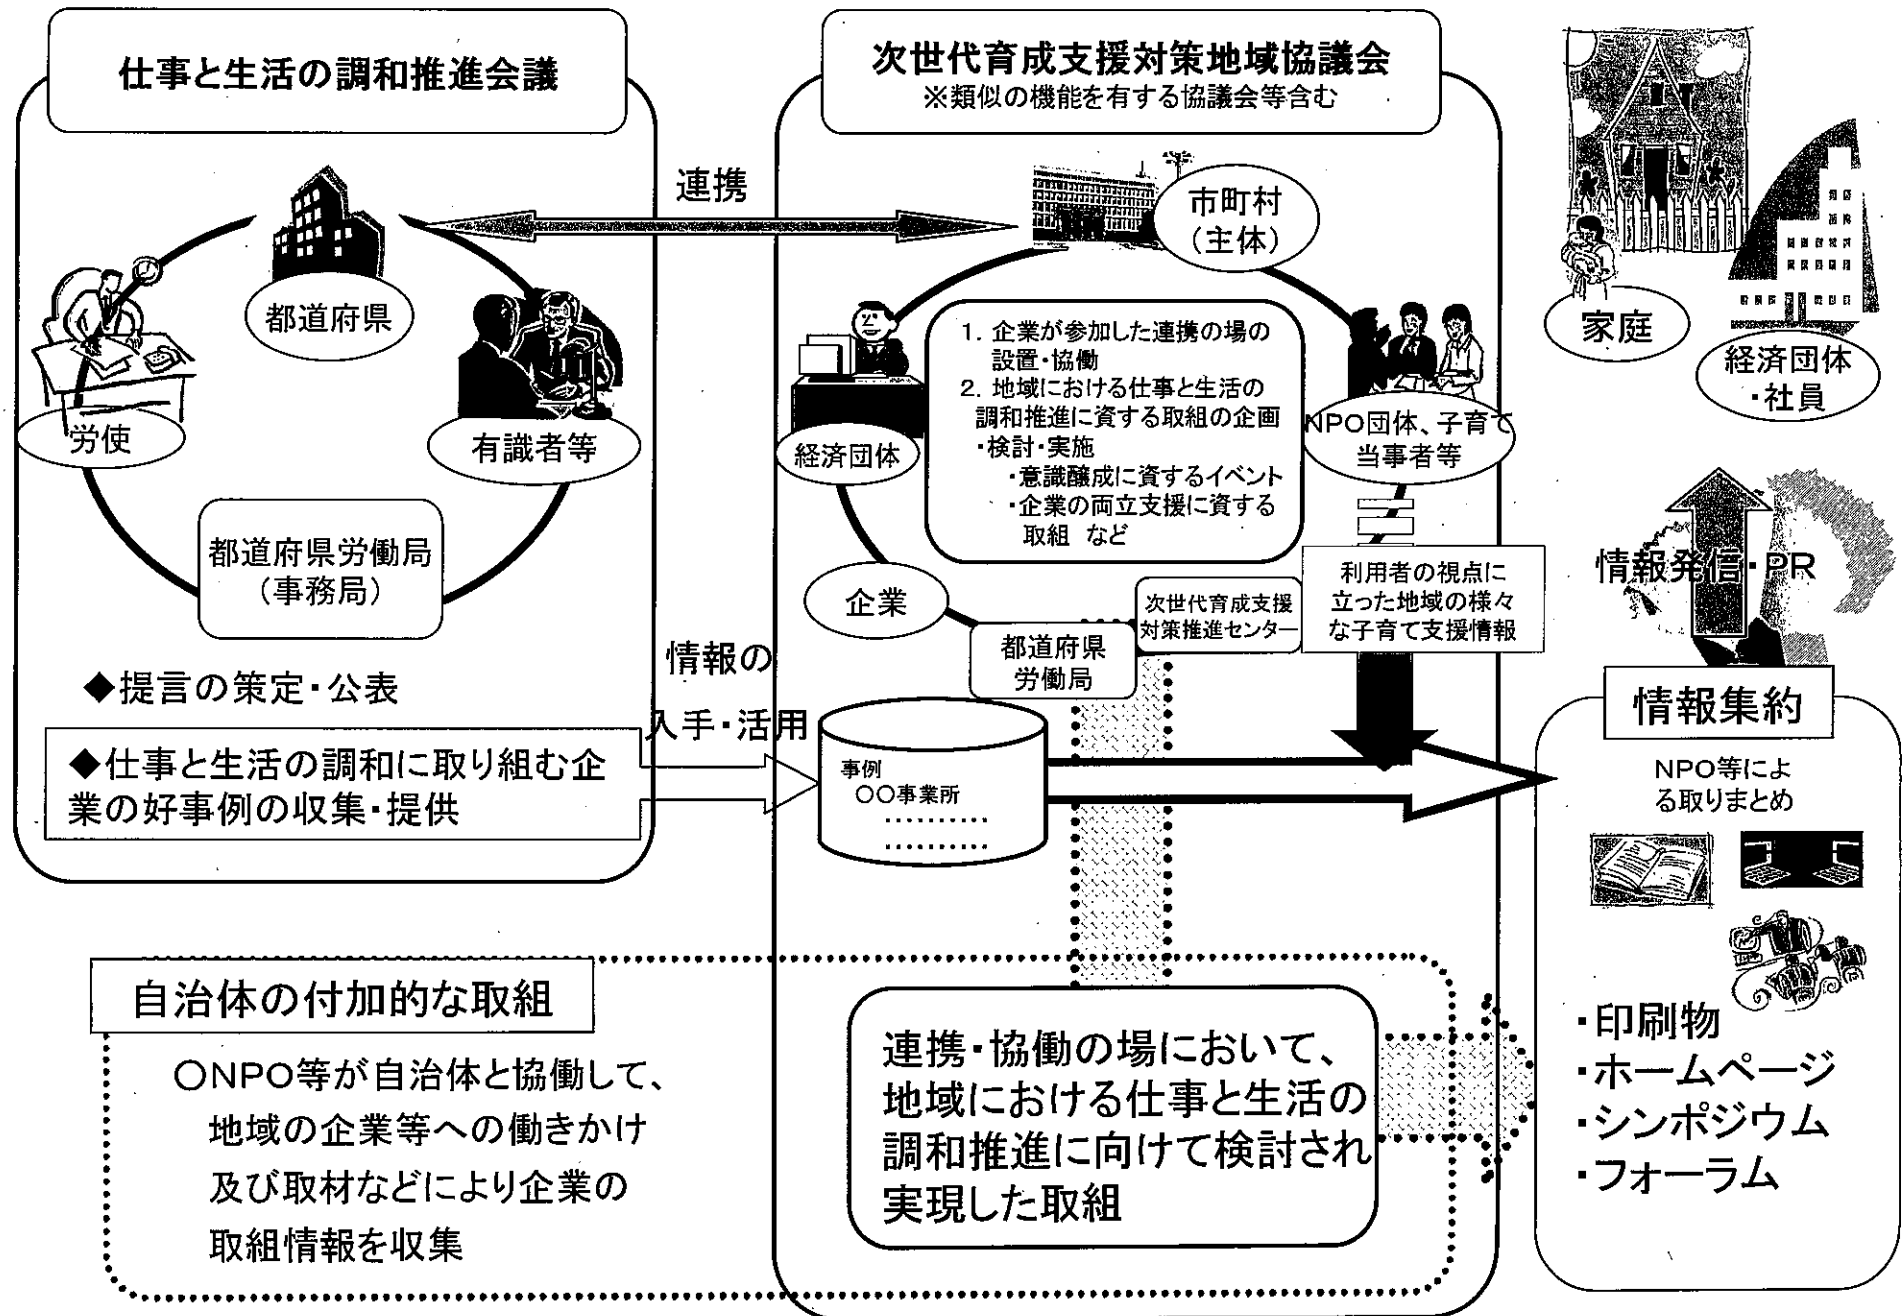 仕事と生活の調和推進会議
都道府県
労使
有識者等
都道府県労働局
(事務局)
◆提言の策定・公表
◆仕事と生活の調和に取り組む企
業の好事例の収集・提供
連携
情報の
入手・活用
次世代育成支援対策地域協議会
※類似の機能を有する協議会等含む
市町村
(主体)
1. 企業が参加した連携の場の
設置・協働
2. 地域における仕事と生活の
調和推進に資する取組の企画
・検討・実施
・意識醸成に資するイベント
・企業の両立支援に資する
取組 など
経済団体
NPO団体、子育て
当事者等
企業
都道府県
労働局
次世代育成支援
対策推進センター
利用者の視点に
立った地域の様々
な子育て支援情報
事例
〇〇事業所
‥‥‥‥‥
‥‥‥‥‥
家庭
経済団体
・社員
情報発信・PR
情報集約
NPO等によ
る取りまとめ
・印刷物
・ホームページ
・シンポジウム
・フォーラム
自治体の付加的な取組
〇NPO等が自治体と協働して、
地域の企業等への働きかけ
及び取材などにより企業の
取組情報を収集
連携・協働の場において、
地域における仕事と生活の
調和推進に向けて検討され
実現した取組